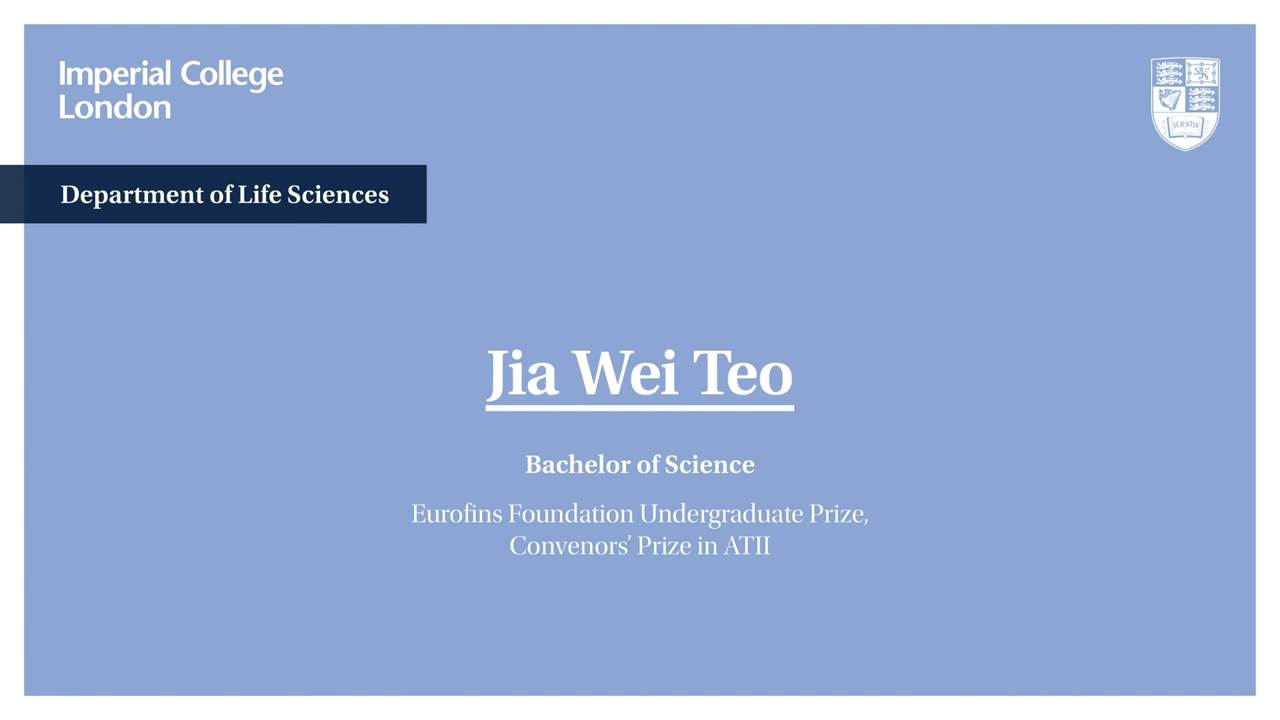 Imperial College
London
SCIENTIA
Department of Life Sciences
Jia Wei Teo
Bachelor of Science
Eurofins Foundation Undergraduate Prize,
Convenors’ Prize in ATII